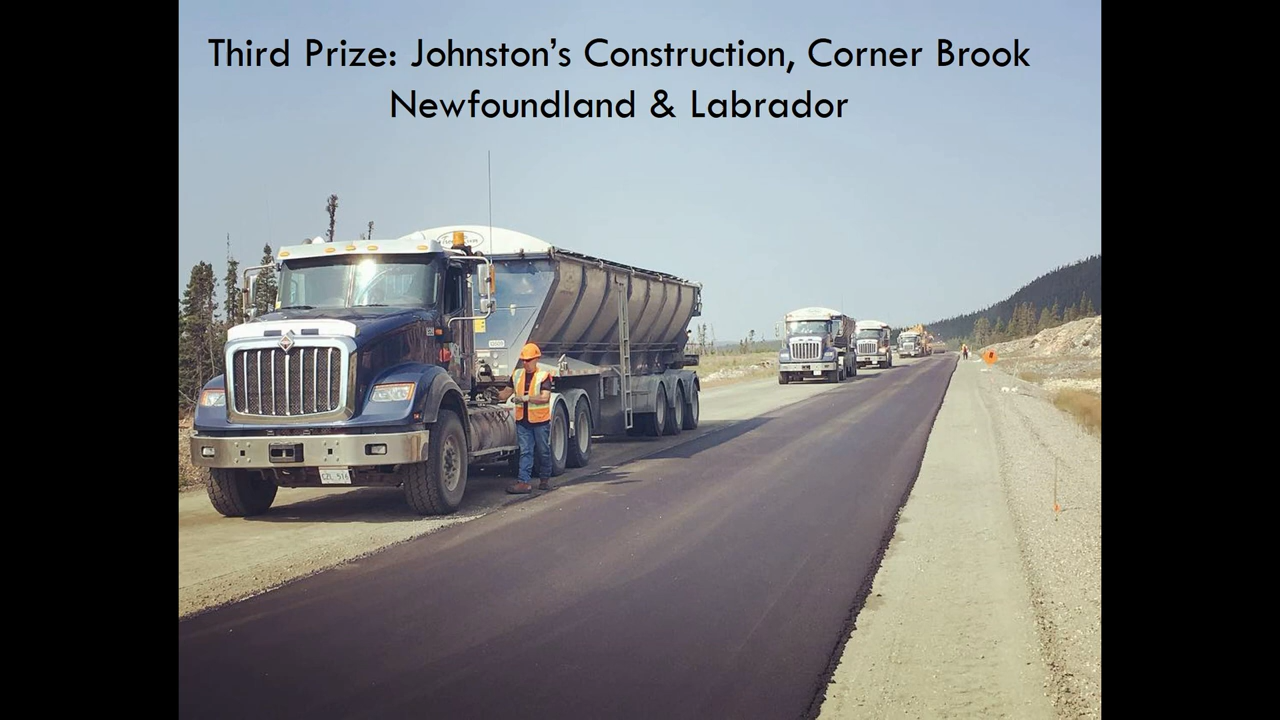 Third Prize: Johnston's Construction, Corner Brook
Newfoundland & Labrador